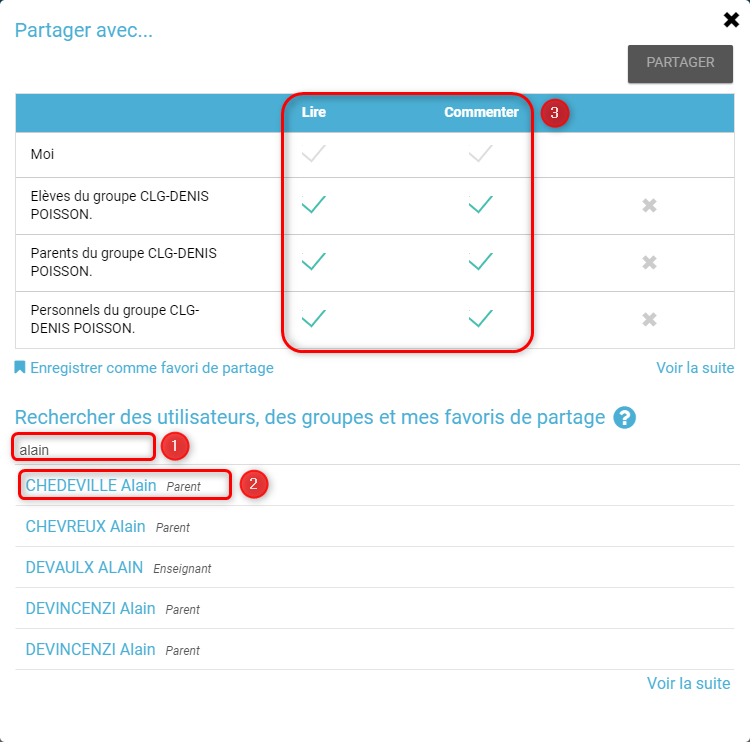 Partager avec...
PARTAGER
Lire Commenter 3
Moi
Elèves du groupe CLG-DENIS
POISSON.
Parents du groupe CLG-DENIS
POISSON.
Personnels du groupe CLG-
DENIS POISSON.
Enregistrer comme favori de partage Voir la suite
Rechercher des utilisateurs, des groupes et mes favoris de partage ?
alain 1
CHEDEVILLE Alain Parent 2
CHEVREUX Alain Parent
DEVAULX ALAIN Enseignant
DEVINCENZI Alain Parent
DEVINCENZI Alain Parent
Voir la suite